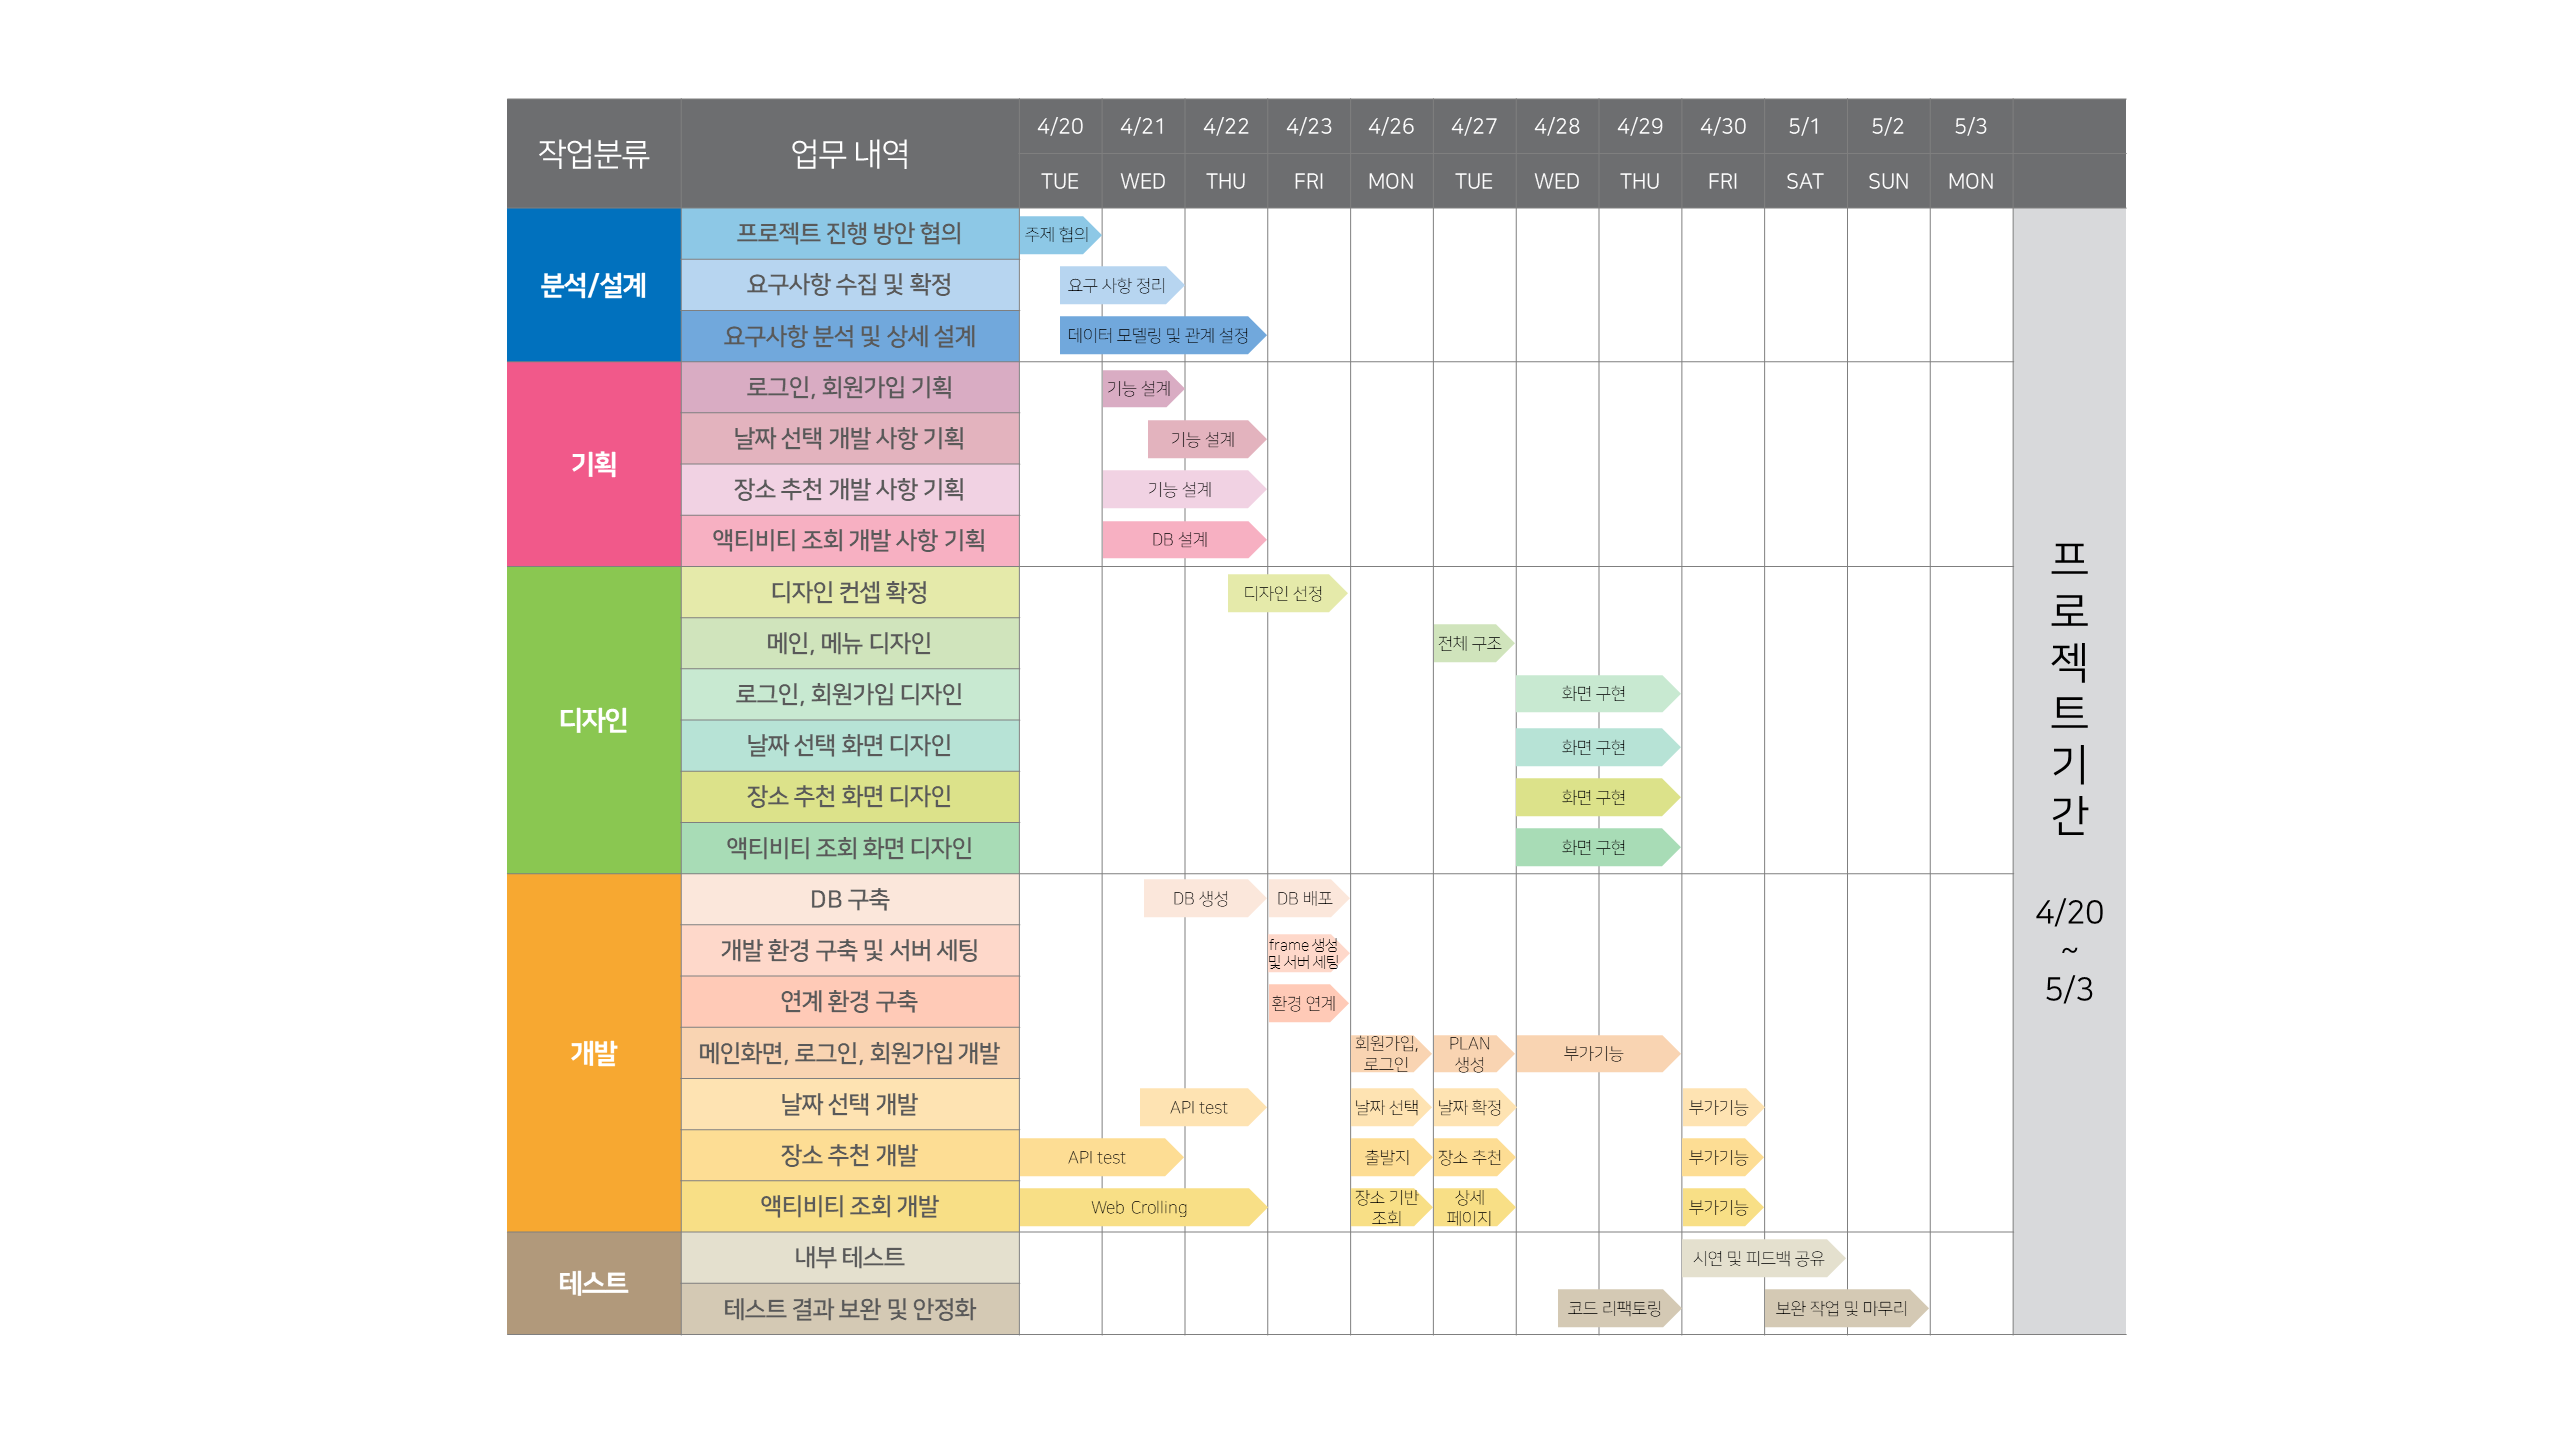 작업분류 업무 내역 4/20 4/21 4/22 4/23 4/26 4/27 4/28 4/29 4/30 5/1 5/2 5/3
TUE WED THU FRI MON TUE WED THU FRI SAT SUN MON
분석/설계
프로젝트 진행 방안 협의 주제 협의
요구사항 수집 및 확정 요구 사항 정리
요구사항 분석 및 상세 설계 데이터 모델링 및 관계 설정
기획
로그인, 회원가입 기획 기능 설계
날짜 선택 개발 사항 기획 기능 설계
장소 추천 개발 사항 기획 기능 설계
액티비티 조회 개발 사항 기획 DB 설계
디자인
디자인 컨셉 확정 디자인 선정
메인, 메뉴 디자인 전체 구조
로그인, 회원가입 디자인 화면 구현
날짜 선택 화면 디자인 화면 구현
장소 추천 화면 디자인 화면 구현
액티비티 조회 화면 디자인 화면 구현
개발
DB 구축 DB 생성 DB 배포
개발 환경 구축 및 서버 세팅 frame 생성
및 서버 세팅
연계 환경 구축 환경 연계
메인화면, 로그인, 회원가입 개발 회원가입,
로그인
PLAN
생성
부가기능
날짜 선택 개발 API test 날짜 선택 날짜 확정 부가기능
장소 추천 개발 API test 출발지 장소 추천 부가기능
액티비티 조회 개발 Web Crolling 장소 기반
조회
상세
페이지
부가기능
테스트
내부 테스트 시연 및 피드백 공유
테스트 결과 보완 및 안정화 코드 리팩토링 보완 작업 및 마무리
프
로
젝
트
기
간
4/20
~
5/3